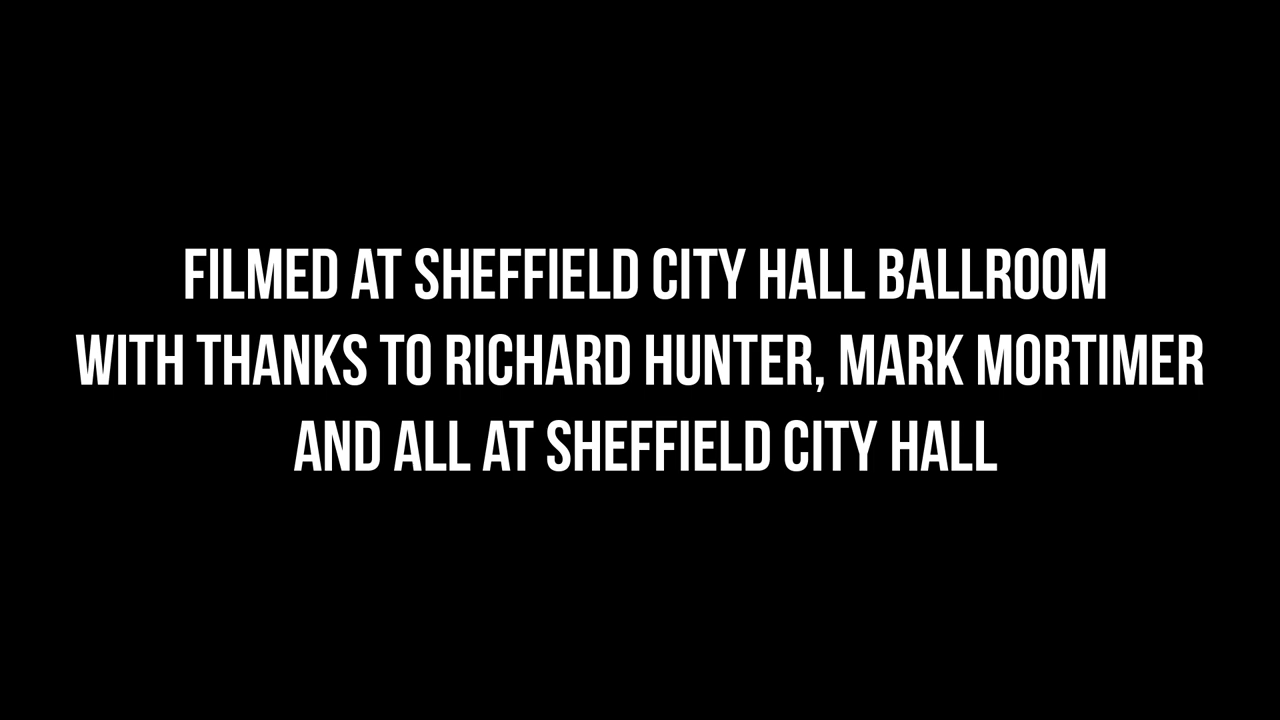 FILMED AT SHEFFIELD CITY HALL BALLROOM
WITH THANKS TO RICHARD HUNTER, MARK MORTIMER
AND ALL AT SHEFFIELD CITY HALL